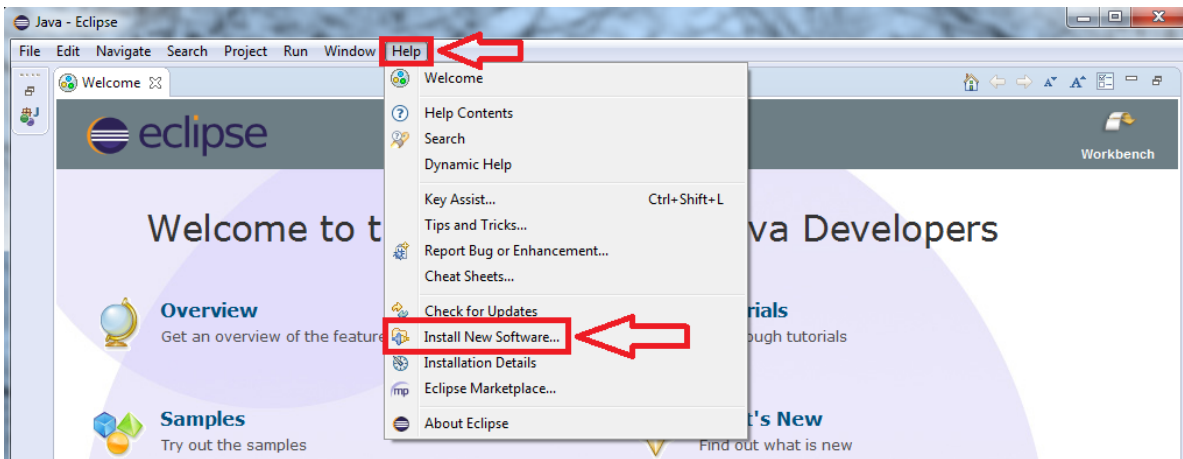 Java - Eclipse
File Edit Navigate Search Project Run Window Help
Welcome
eclipse
Workbench
Welcome to t
va Developers
Overview
Get an overview of the feature
Samples
Try out the samples
Welcome
Help Contents
Search
Dynamic Help
Key Assist... Ctrl+Shift+L
Tips and Tricks...
Report Bug or Enhancement...
Cheat Sheets...
Check for Updates
Install New Software...
Installation Details
mp Eclipse Marketplace...
About Eclipse
rials
ough tutorials
t's New
Find out what is new